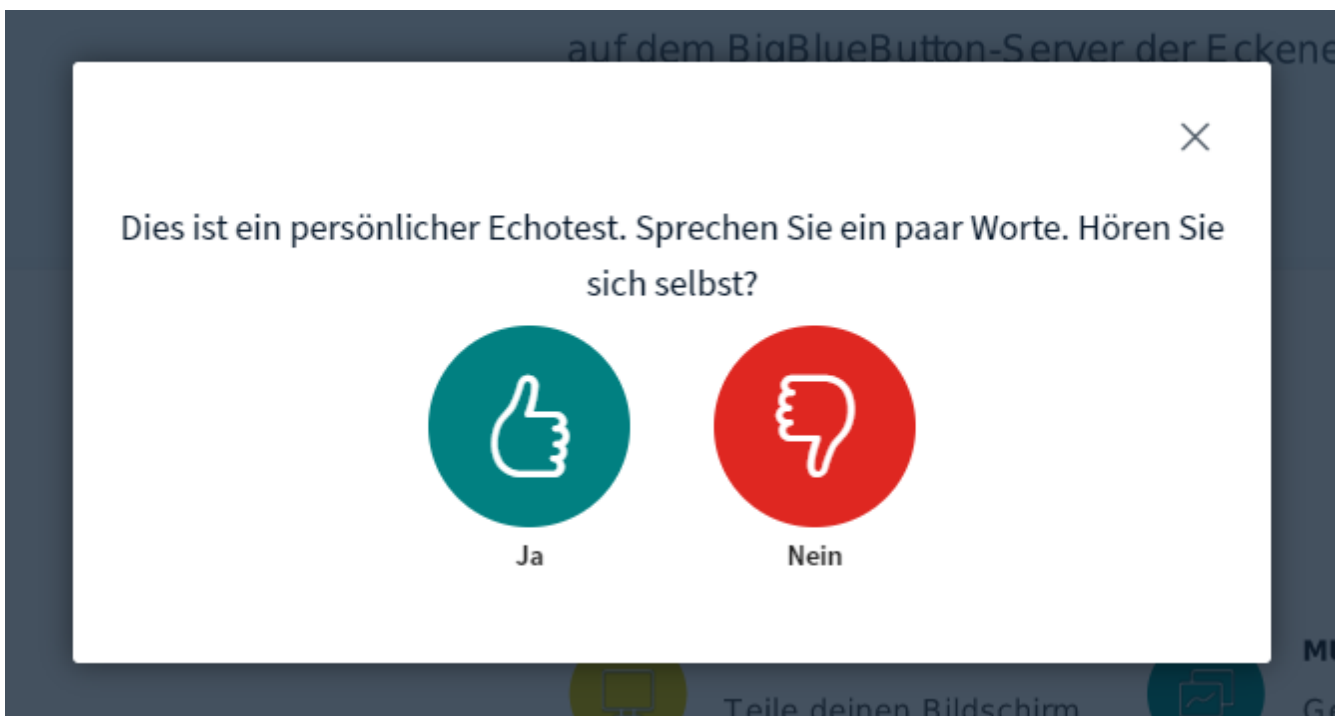 auf dem BigBlueButton-Server der Eckene
Dies ist ein persönlicher Echotest. Sprechen Sie ein paar Worte. Hören Sie
sich selbst?
Ja
Nein
Teile deinen Bildschirm